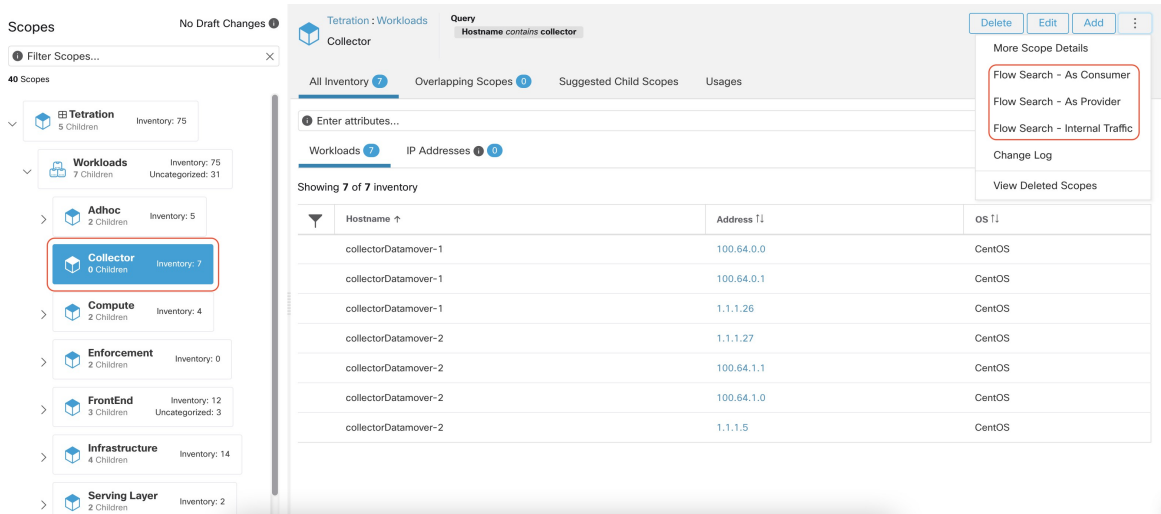 Scopes
No Draft Changes
Filter Scopes...
40 Scopes
Tetration
5 Children
Inventory: 75
Workloads
7 Children
Inventory: 75
Uncategorized: 31
Adhoc
2 Children
Inventory: 5
Collector
0 Children
Inventory: 7
Compute
2 Children
Inventory: 4
Enforcement
2 Children
Inventory: 0
FrontEnd
3 Children
Inventory: 12
Uncategorized: 3
Infrastructure
4 Children
Inventory: 14
Serving Layer
2 Children
Inventory: 2
Tetration : Workloads
Collector
Query
Hostname contains collector
Delete
Edit
Add
More Scope Details
Flow Search - As Consumer
Flow Search - As Provider
Flow Search - Internal Traffic
Change Log
View Deleted Scopes
All Inventory 7
Overlapping Scopes 0
Suggested Child Scopes
Usages
Enter attributes...
Workloads 7
IP Addresses 0
Showing 7 of 7 inventory
Hostname ↑ Address ↑↓ OS ↑↓
collectorDatamover-1 100.64.0.0 CentOS
collectorDatamover-1 100.64.0.1 CentOS
collectorDatamover-1 1.1.1.26 CentOS
collectorDatamover-2 1.1.1.27 CentOS
collectorDatamover-2 100.64.1.1 CentOS
collectorDatamover-2 100.64.1.0 CentOS
collectorDatamover-2 1.1.1.5 CentOS